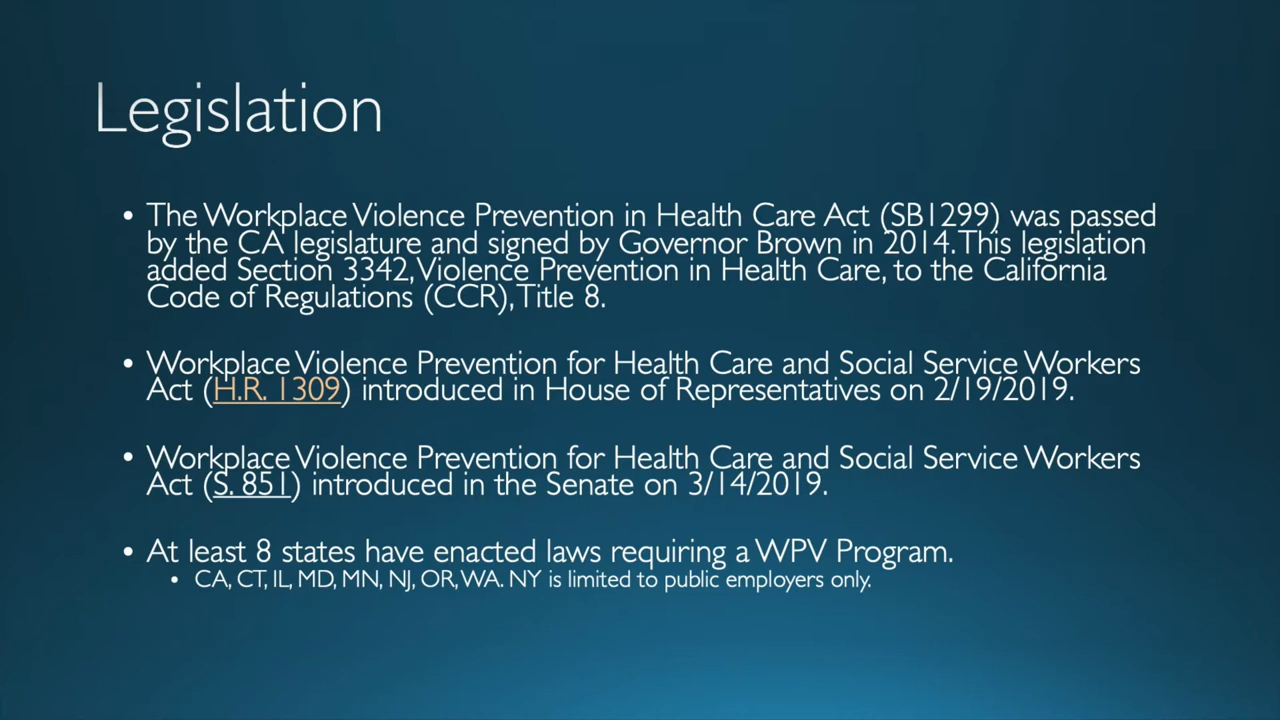 Legislation
• The Workplace Violence Prevention in Health Care Act (SB1299) was passed
by the CA legislature and signed by Governor Brown in 2014. This legislation
added Section 3342, Violence Prevention in Health Care, to the California
Code of Regulations (CCR), Title 8.
• Workplace Violence Prevention for Health Care and Social Service Workers
Act (H.R. 1309) introduced in House of Representatives on 2/19/2019.
• Workplace Violence Prevention for Health Care and Social Service Workers
Act (S. 851) introduced in the Senate on 3/14/2019.
• At least 8 states have enacted laws requiring a WPV Program.
• CA, CT, IL, MD, MN, NJ, OR, WA. NY is limited to public employers only.